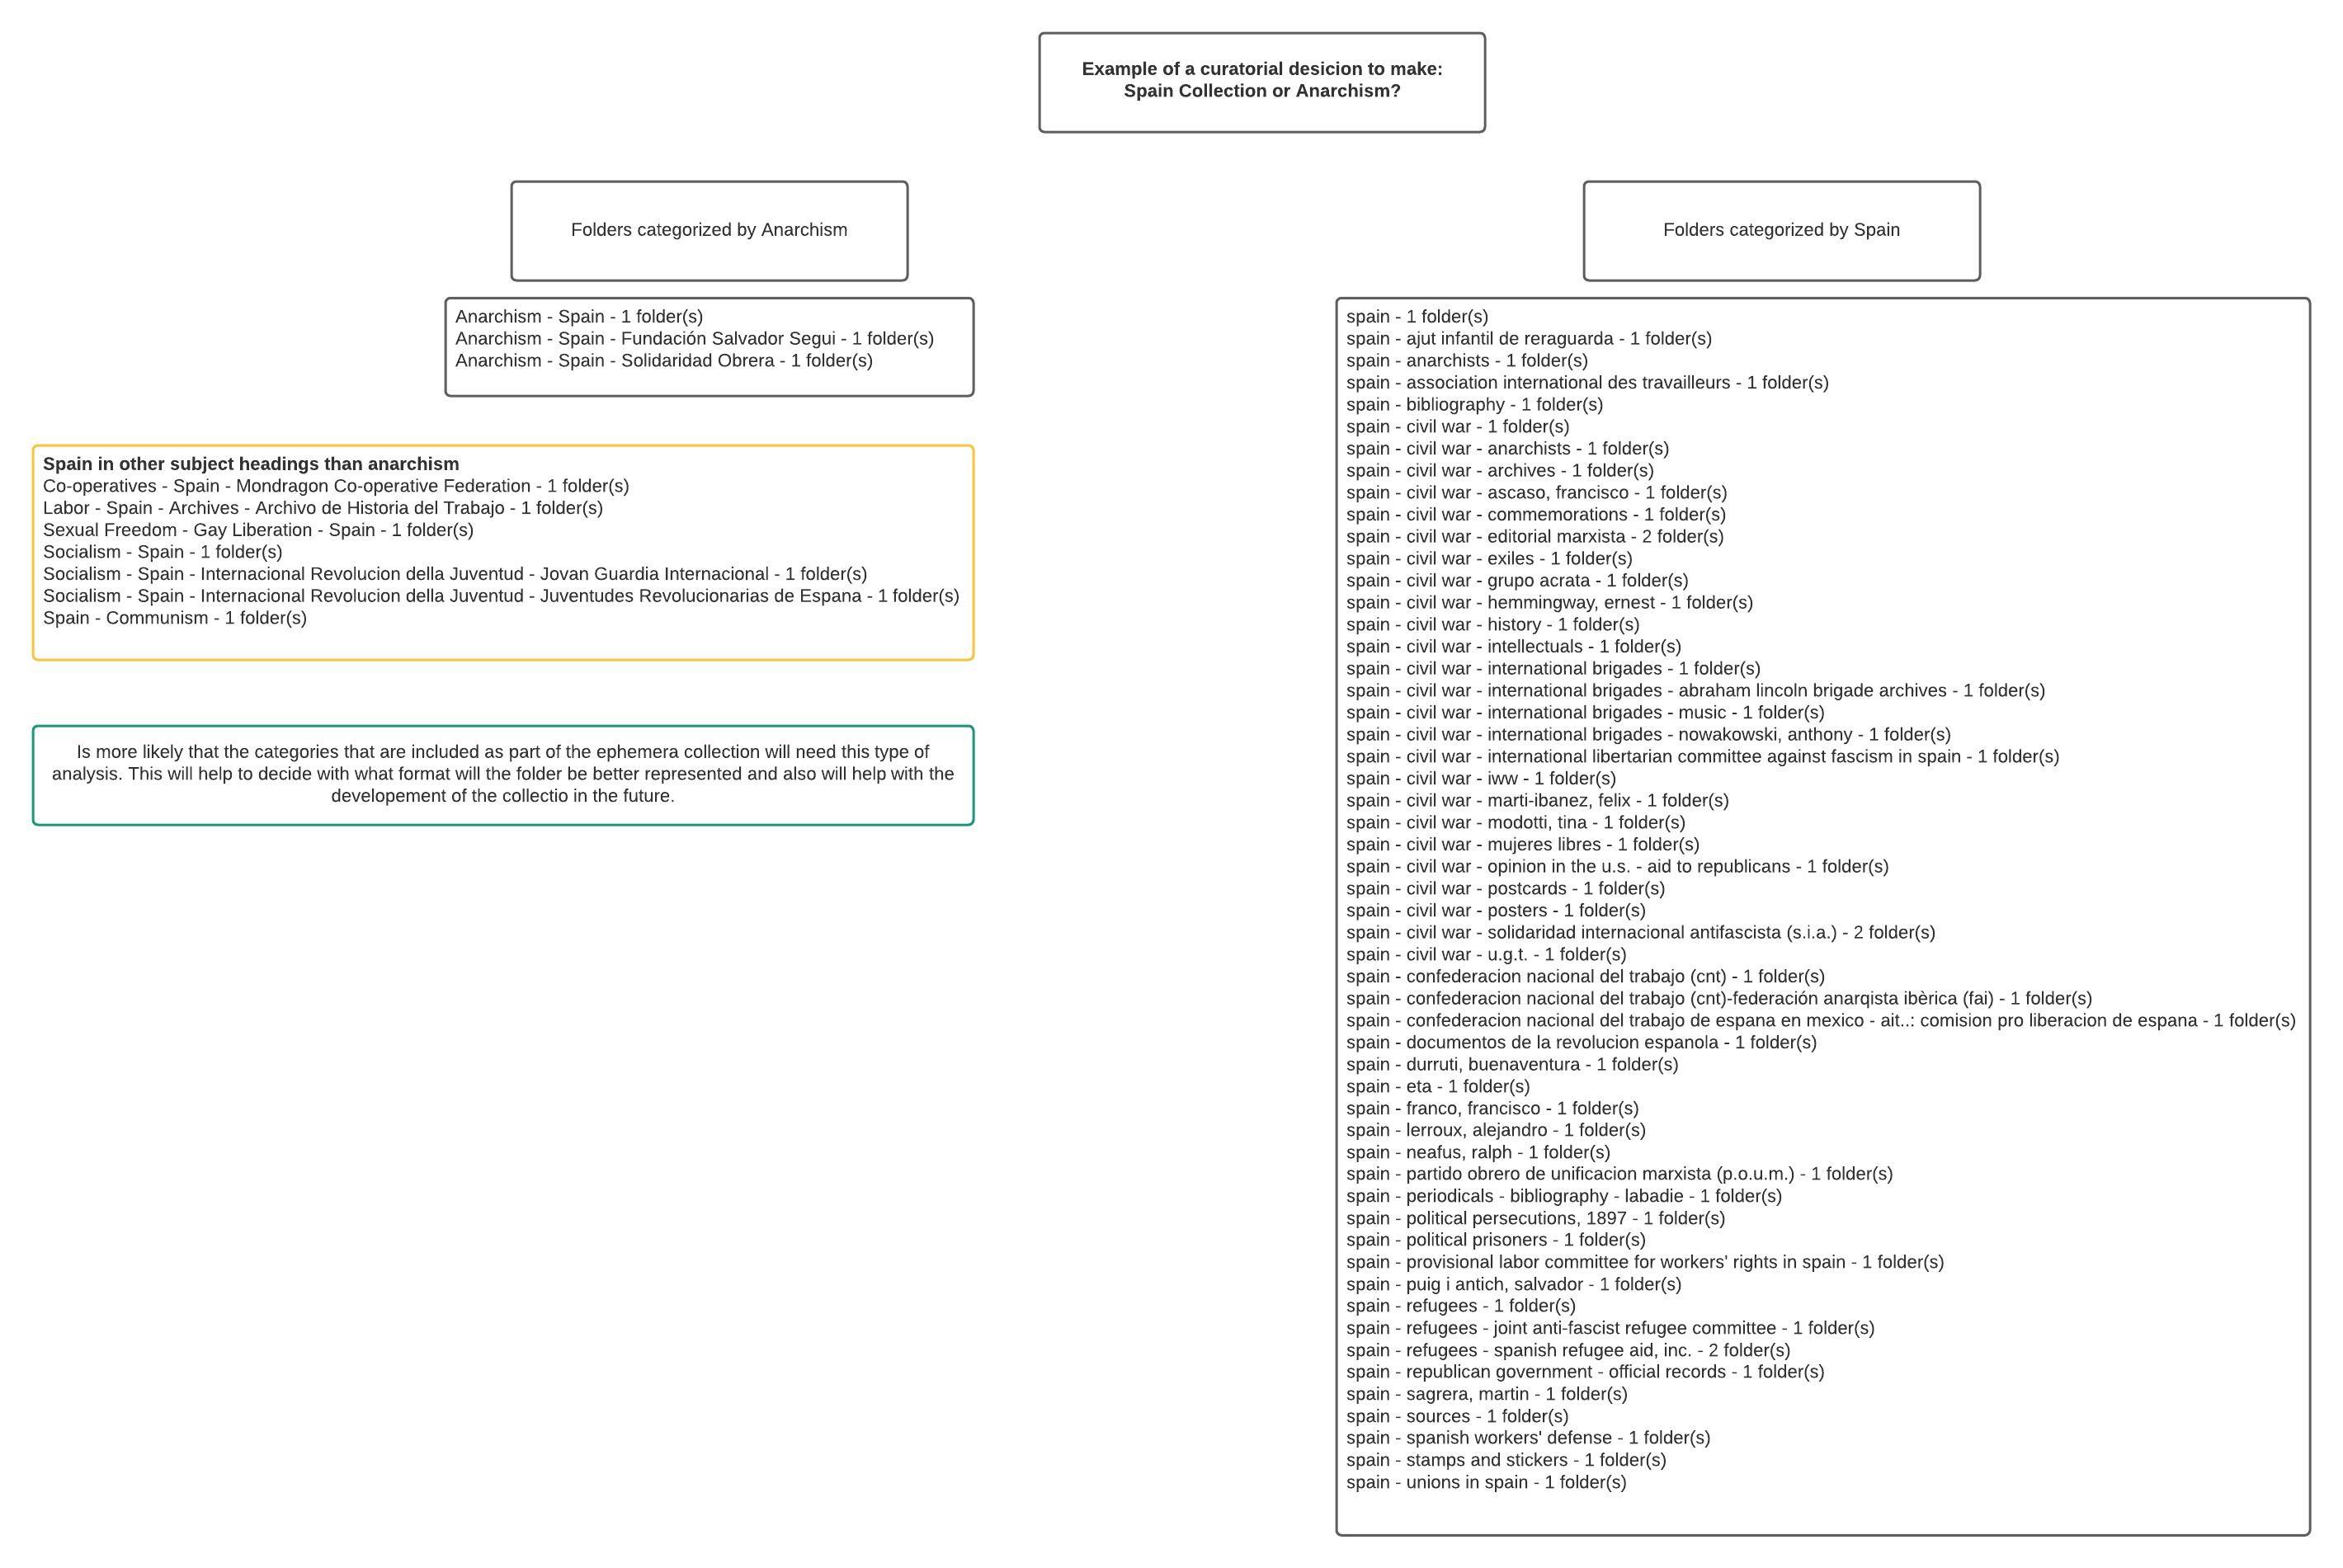 Example of a curatorial desicion to make:
Spain Collection or Anarchism?
Folders categorized by Anarchism
Anarchism - Spain - 1 folder(s)
Anarchism - Spain - Fundación Salvador Segui - 1 folder(s)
Anarchism - Spain - Solidaridad Obrera - 1 folder(s)
Spain in other subject headings than anarchism
Co-operatives - Spain - Mondragon Co-operative Federation - 1 folder(s)
Labor - Spain - Archives - Archivo de Historia del Trabajo - 1 folder(s)
Sexual Freedom - Gay Liberation - Spain - 1 folder(s)
Socialism - Spain - 1 folder(s)
Socialism - Spain - Internacional Revolucion della Juventud - Jovan Guardia Internacional - 1 folder(s)
Socialism - Spain - Internacional Revolucion della Juventud - Juventudes Revolucionarias de Espana - 1 folder(s)
Spain - Communism - 1 folder(s)
Is more likely that the categories that are included as part of the ephemera collection will need this type of
analysis. This will help to decide with what format will the folder be better represented and also will help with the
developement of the collectio in the future.
Folders categorized by Spain
spain - 1 folder(s)
spain - ajut infantil de reraguarda - 1 folder(s)
spain - anarchists - 1 folder(s)
spain - association international des travailleurs - 1 folder(s)
spain - bibliography - 1 folder(s)
spain - civil war - 1 folder(s)
spain - civil war - anarchists - 1 folder(s)
spain - civil war - archives - 1 folder(s)
spain - civil war - ascaso, francisco - 1 folder(s)
spain - civil war - commemorations - 1 folder(s)
spain - civil war - editorial marxista - 2 folder(s)
spain - civil war - exiles - 1 folder(s)
spain - civil war - grupo acrata - 1 folder(s)
spain - civil war - hemmingway, ernest - 1 folder(s)
spain - civil war - history - 1 folder(s)
spain - civil war - intellectuals - 1 folder(s)
spain - civil war - international brigades - 1 folder(s)
spain - civil war - international brigades - abraham lincoln brigade archives - 1 folder(s)
spain - civil war - international brigades - music - 1 folder(s)
spain - civil war - international brigades - nowakowski, anthony - 1 folder(s)
spain - civil war - international libertarian committee against fascism in spain - 1 folder(s)
spain - civil war - iww - 1 folder(s)
spain - civil war - marti-ibanez, felix - 1 folder(s)
spain - civil war - modotti, tina - 1 folder(s)
spain - civil war - mujeres libres - 1 folder(s)
spain - civil war - opinion in the u.s. - aid to republicans - 1 folder(s)
spain - civil war - postcards - 1 folder(s)
spain - civil war - posters - 1 folder(s)
spain - civil war - solidaridad internacional antifascista (s.i.a.) - 2 folder(s)
spain - civil war - u.g.t. - 1 folder(s)
spain - confederacion nacional del trabajo (cnt) - 1 folder(s)
spain - confederacion nacional del trabajo (cnt)-federación anarqista ibèrica (fai) - 1 folder(s)
spain - confederacion nacional del trabajo de espana en mexico - ait..: comision pro liberacion de espana - 1 folder(s)
spain - documentos de la revolucion espanola - 1 folder(s)
spain - durruti, buenaventura - 1 folder(s)
spain - eta - 1 folder(s)
spain - franco, francisco - 1 folder(s)
spain - lerroux, alejandro - 1 folder(s)
spain - neafus, ralph - 1 folder(s)
spain - partido obrero de unificacion marxista (p.o.u.m.) - 1 folder(s)
spain - periodicals - bibliography - labadie - 1 folder(s)
spain - political persecutions, 1897 - 1 folder(s)
spain - political prisoners - 1 folder(s)
spain - provisional labor committee for workers' rights in spain - 1 folder(s)
spain - puig i antich, salvador - 1 folder(s)
spain - refugees - 1 folder(s)
spain - refugees - joint anti-fascist refugee committee - 1 folder(s)
spain - refugees - spanish refugee aid, inc. - 2 folder(s)
spain - republican government - official records - 1 folder(s)
spain - sagrera, martin - 1 folder(s)
spain - sources - 1 folder(s)
spain - spanish workers' defense - 1 folder(s)
spain - stamps and stickers - 1 folder(s)
spain - unions in spain - 1 folder(s)